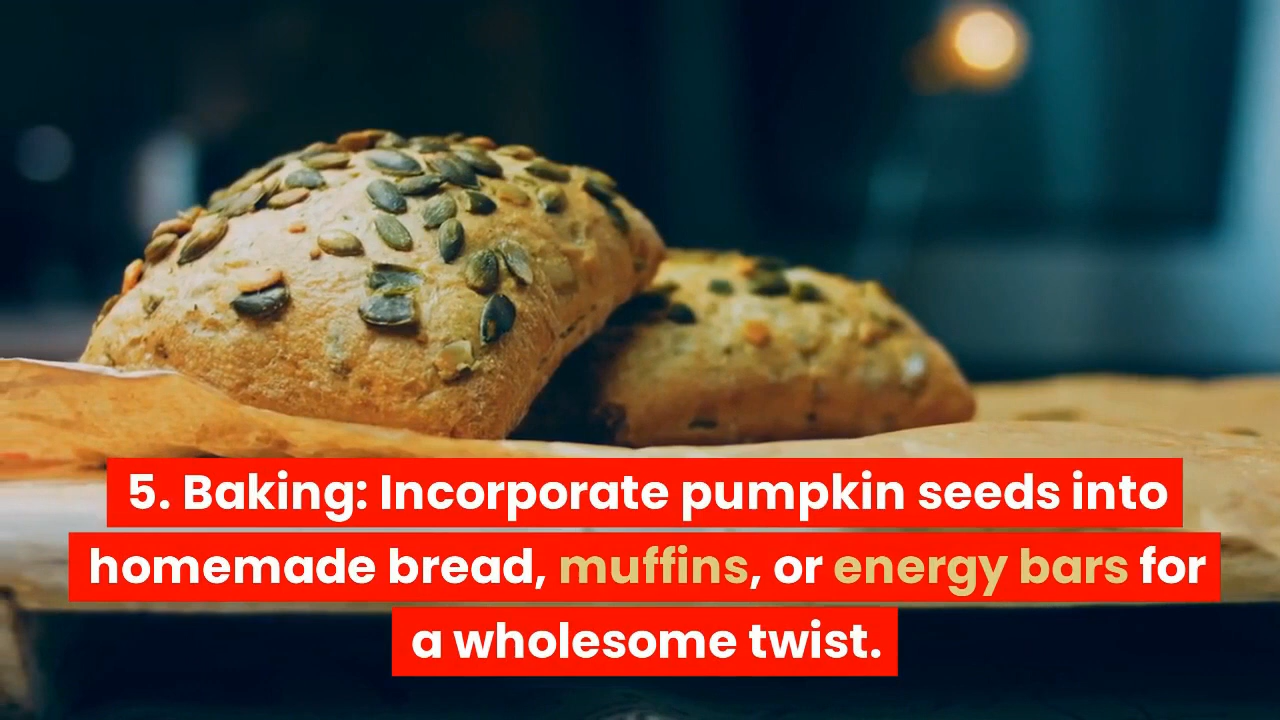 5. Baking: Incorporate pumpkin seeds into
homemade bread, muffins, or energy bars for
a wholesome twist.